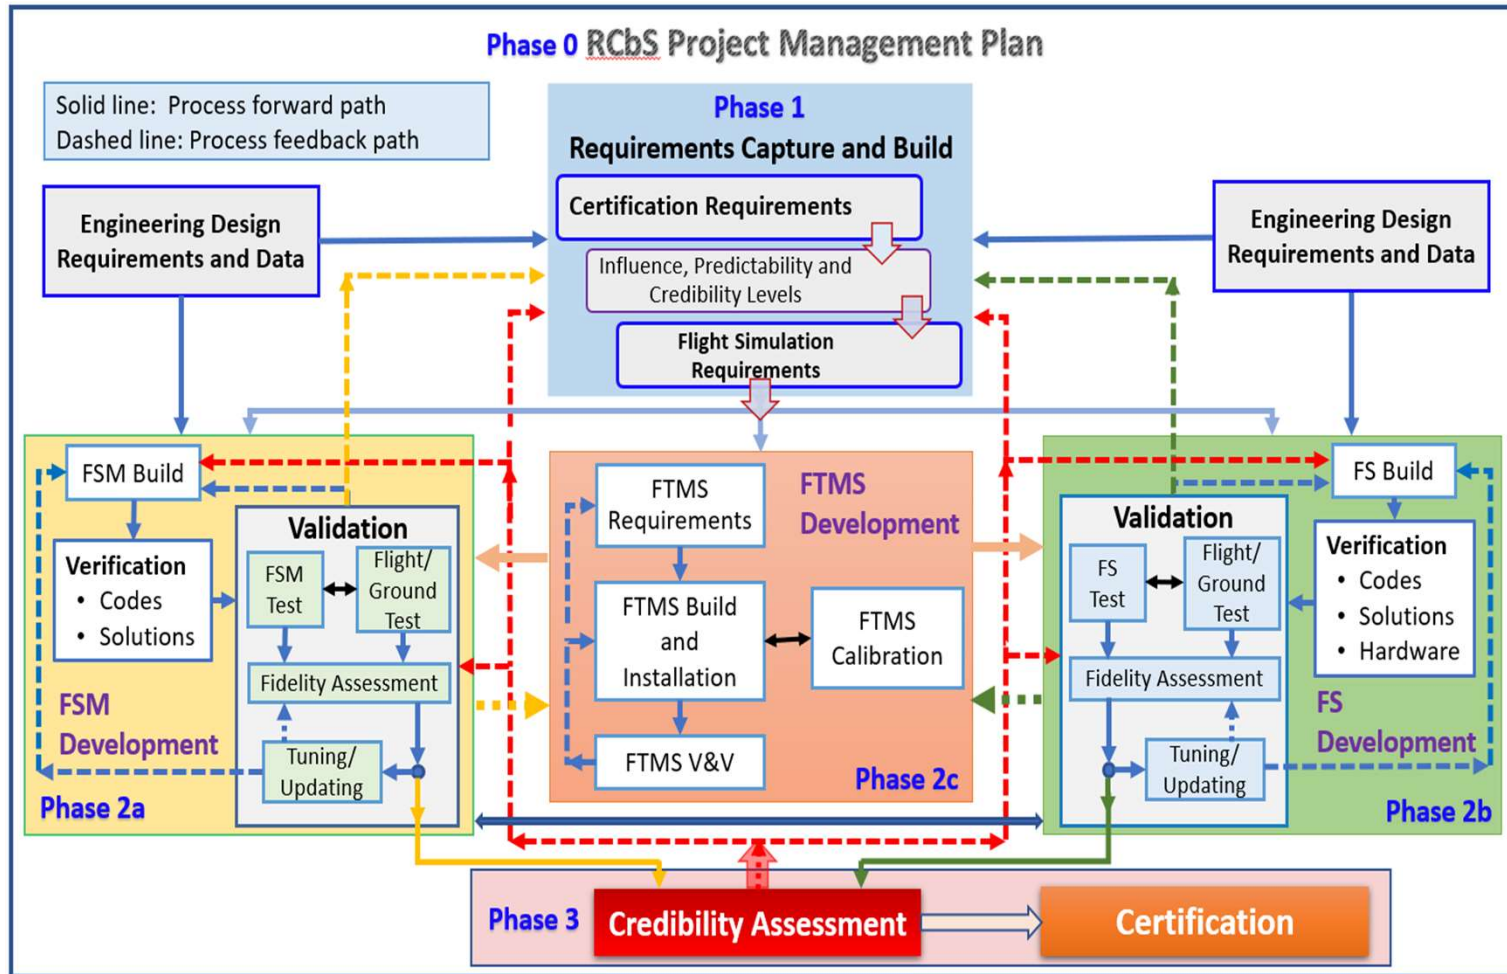 Phase 0 RCbS Project Management Plan
Solid line: Process forward path
Dashed line: Process feedback path
Phase 1
Requirements Capture and Build
Certification Requirements
Influence, Predictability and
Credibility Levels
Flight Simulation
Requirements
Engineering Design
Requirements and Data
Engineering Design
Requirements and Data
FSM Build
Verification
• Codes
• Solutions
Validation
FSM
Test
Flight/
Ground
Test
Fidelity Assessment
Tuning/
Updating
FSM
Development
Phase 2a
FTMS
Requirements
FTMS
Development
FTMS Build
and
Installation
FTMS
Calibration
FTMS V&V
Phase 2c
FS Build
Validation
FS
Test
Flight/
Ground
Test
Fidelity Assessment
Tuning/
Updating
Verification
• Codes
• Solutions
• Hardware
FS
Development
Phase 2b
Phase 3
Credibility Assessment
Certification